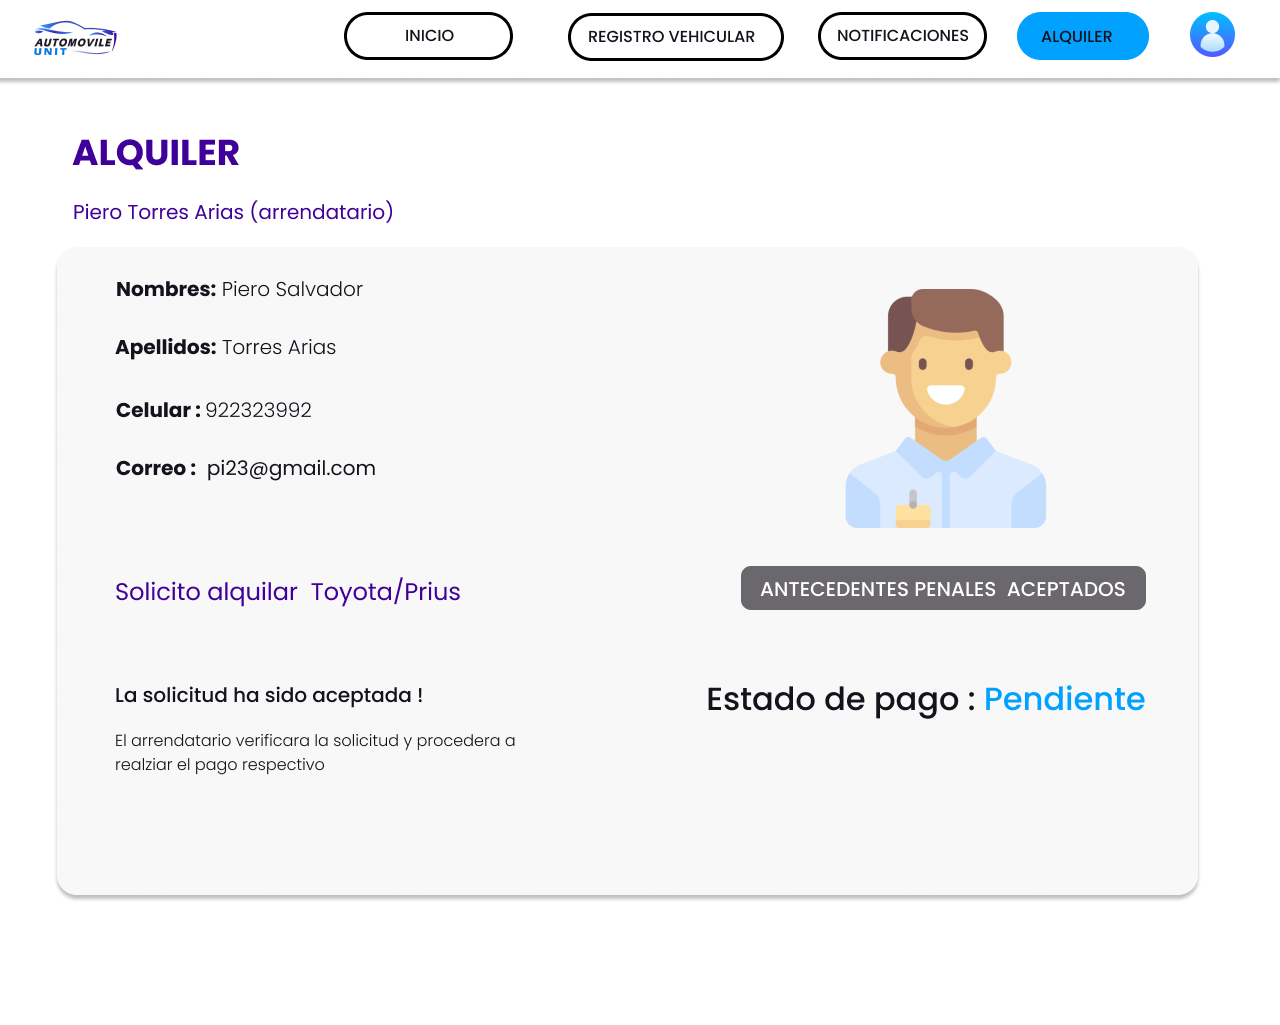 AUTOMOVILE
UNIT
INICIO
REGISTRO VEHICULAR
NOTIFICACIONES
ALQUILER
ALQUILER
Piero Torres Arias (arrendatario)
Nombres: Piero Salvador
Apellidos: Torres Arias
Celular : 922323992
Correo :  pi23@gmail.com
Solicito alquilar  Toyota/Prius
ANTECEDENTES PENALES  ACEPTADOS
La solicitud ha sido aceptada !
Estado de pago : Pendiente
El arrendatario verificara la solicitud y procedera a
realziar el pago respectivo